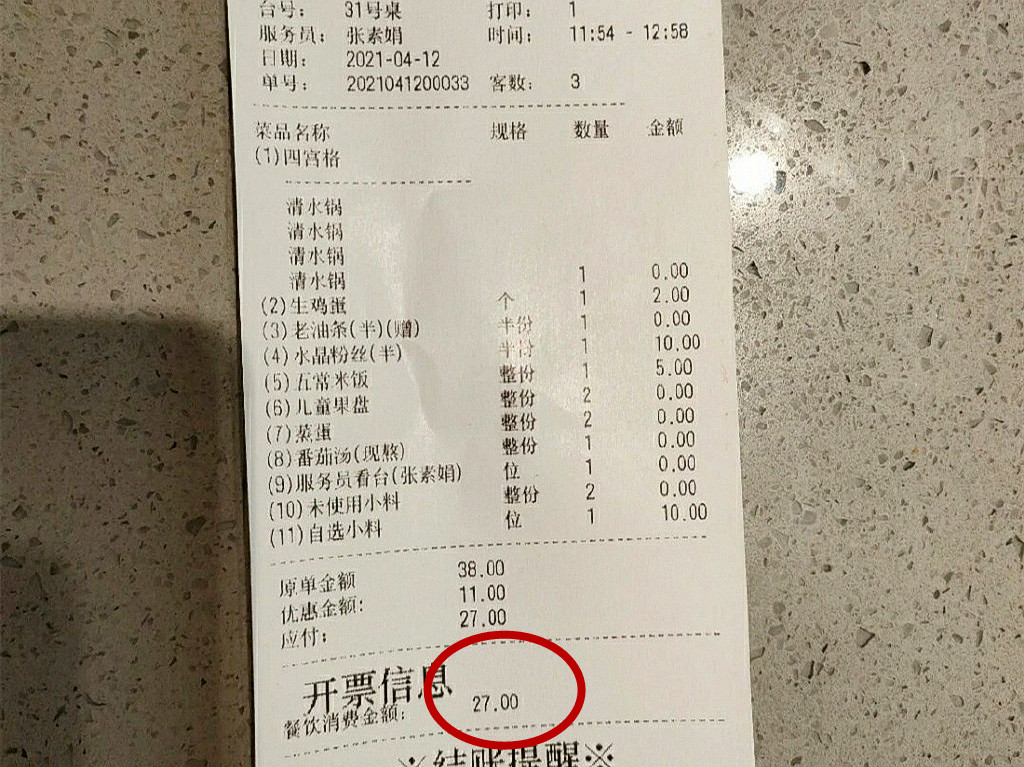 台号： 31号桌 打印： 1
服务员： 张素娟 时间： 11:54 - 12:58
日期： 2021-04-12
单号： 2021041200033 客数： 3
菜品名称 规格 数量 金额
(1)四宫格
清水锅
清水锅
清水锅
清水锅 1 0.00
(2)生鸡蛋 个 1 2.00
(3)老油条(半)(赠) 半份 1 0.00
(4)水晶粉丝(半) 半份 1 10.00
(5)五常米饭 整份 1 5.00
(6)儿童果盘 整份 2 0.00
(7)蒸蛋 整份 2 0.00
(8)番茄汤(现熬) 整份 1 0.00
(9)服务员看台(张素娟) 位 1 0.00
(10)未使用小料 整份 2 0.00
(11)自选小料 位 1 10.00
原单金额 38.00
优惠金额: 11.00
应付: 27.00
开票信息
餐饮消费金额: 27.00
※结账提醒※